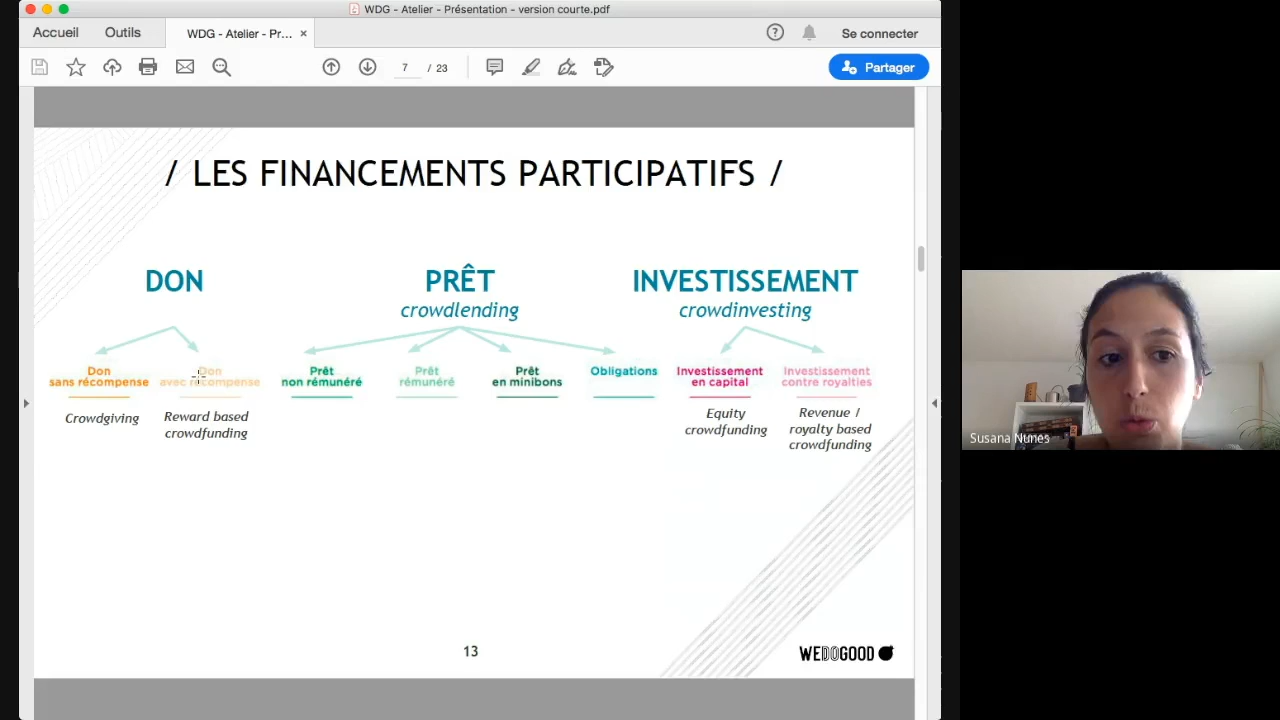 WDG - Atelier - Présentation - version courte.pdf
Accueil
Outils
WDG - Atelier - Pr... ×
?
Se connecter
7 / 23
Partager
/ LES FINANCEMENTS PARTICIPATIFS /
DON
PRÊT
crowdlending
INVESTISSEMENT
crowdinvesting
Don
sans récompense
Crowdgiving
Don
avec récompense
Reward based
crowdfunding
Prêt
non rémunéré
Prêt
rémunéré
Prêt
en minibons
Obligations
Investissement
en capital
Equity
crowdfunding
Investissement
contre royalties
Revenue /
royalty based
crowdfunding
13
WEDOGOOD
Susana Nunes